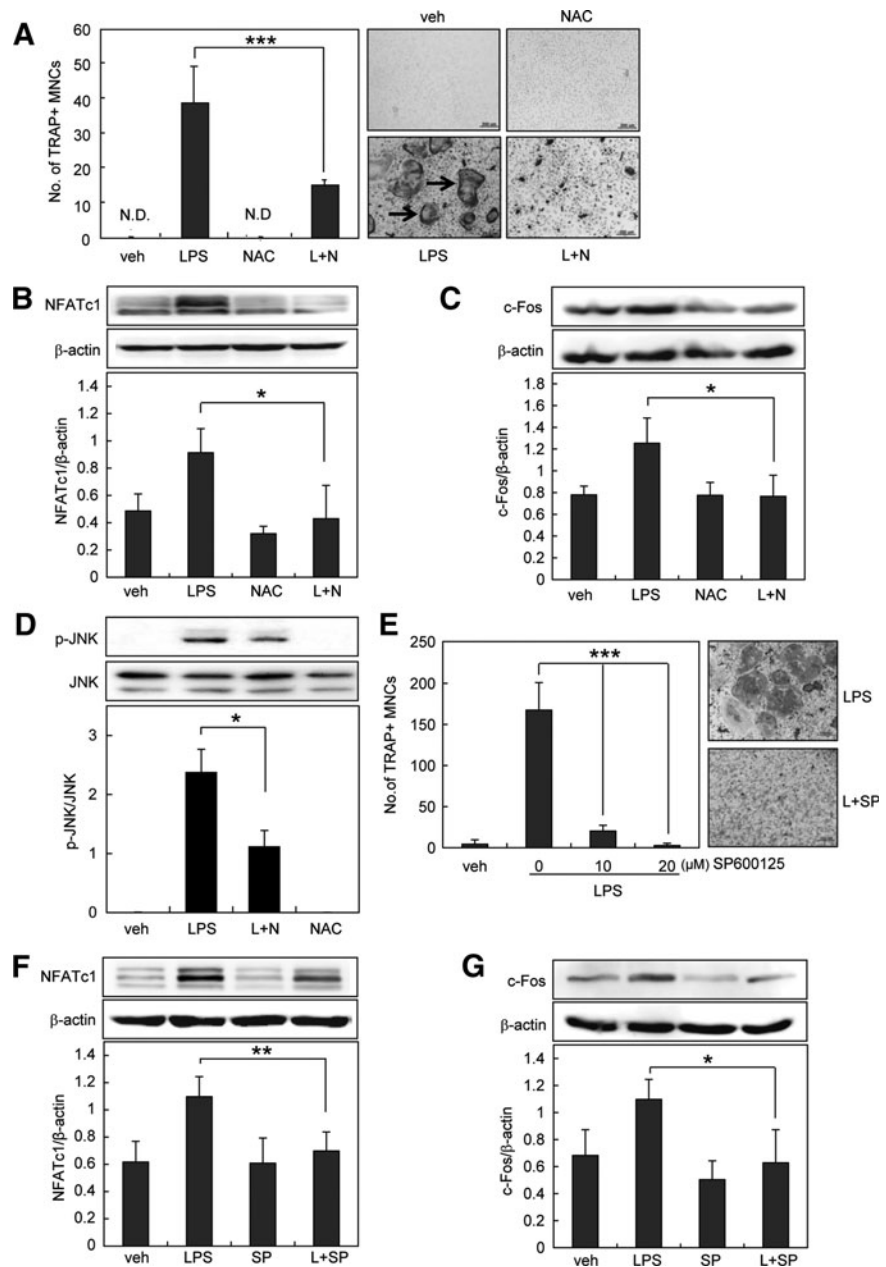 A
No. of TRAP+ MNCs
60
50
40
30
20
10
0
***
N.D.
N.D
veh
LPS
NAC
L+N
veh
NAC
LPS
L+N
B
NFATc1
β-actin
NFATc1/β-actin
1.4
1.2
1
0.8
0.6
0.4
0.2
0
*
veh
LPS
NAC
L+N
C
c-Fos
β-actin
c-Fos/β-actin
1.8
1.6
1.4
1.2
1.0
0.8
0.6
0.4
0.2
0
*
veh
LPS
NAC
L+N
D
p-JNK
JNK
p-JNK/JNK
3
2
1
0
*
veh
LPS
L+N
NAC
E
No.of TRAP+ MNCs
250
200
150
100
50
0
***
veh
0
10
20
(μM) SP600125
LPS
LPS
L+SP
F
NFATc1
β-actin
NFATc1/β-actin
1.4
1.2
1
0.8
0.6
0.4
0.2
0
**
veh
LPS
SP
L+SP
G
c-Fos
β-actin
c-Fos/β-actin
1.4
1.2
1
0.8
0.6
0.4
0.2
0
*
veh
LPS
SP
L+SP